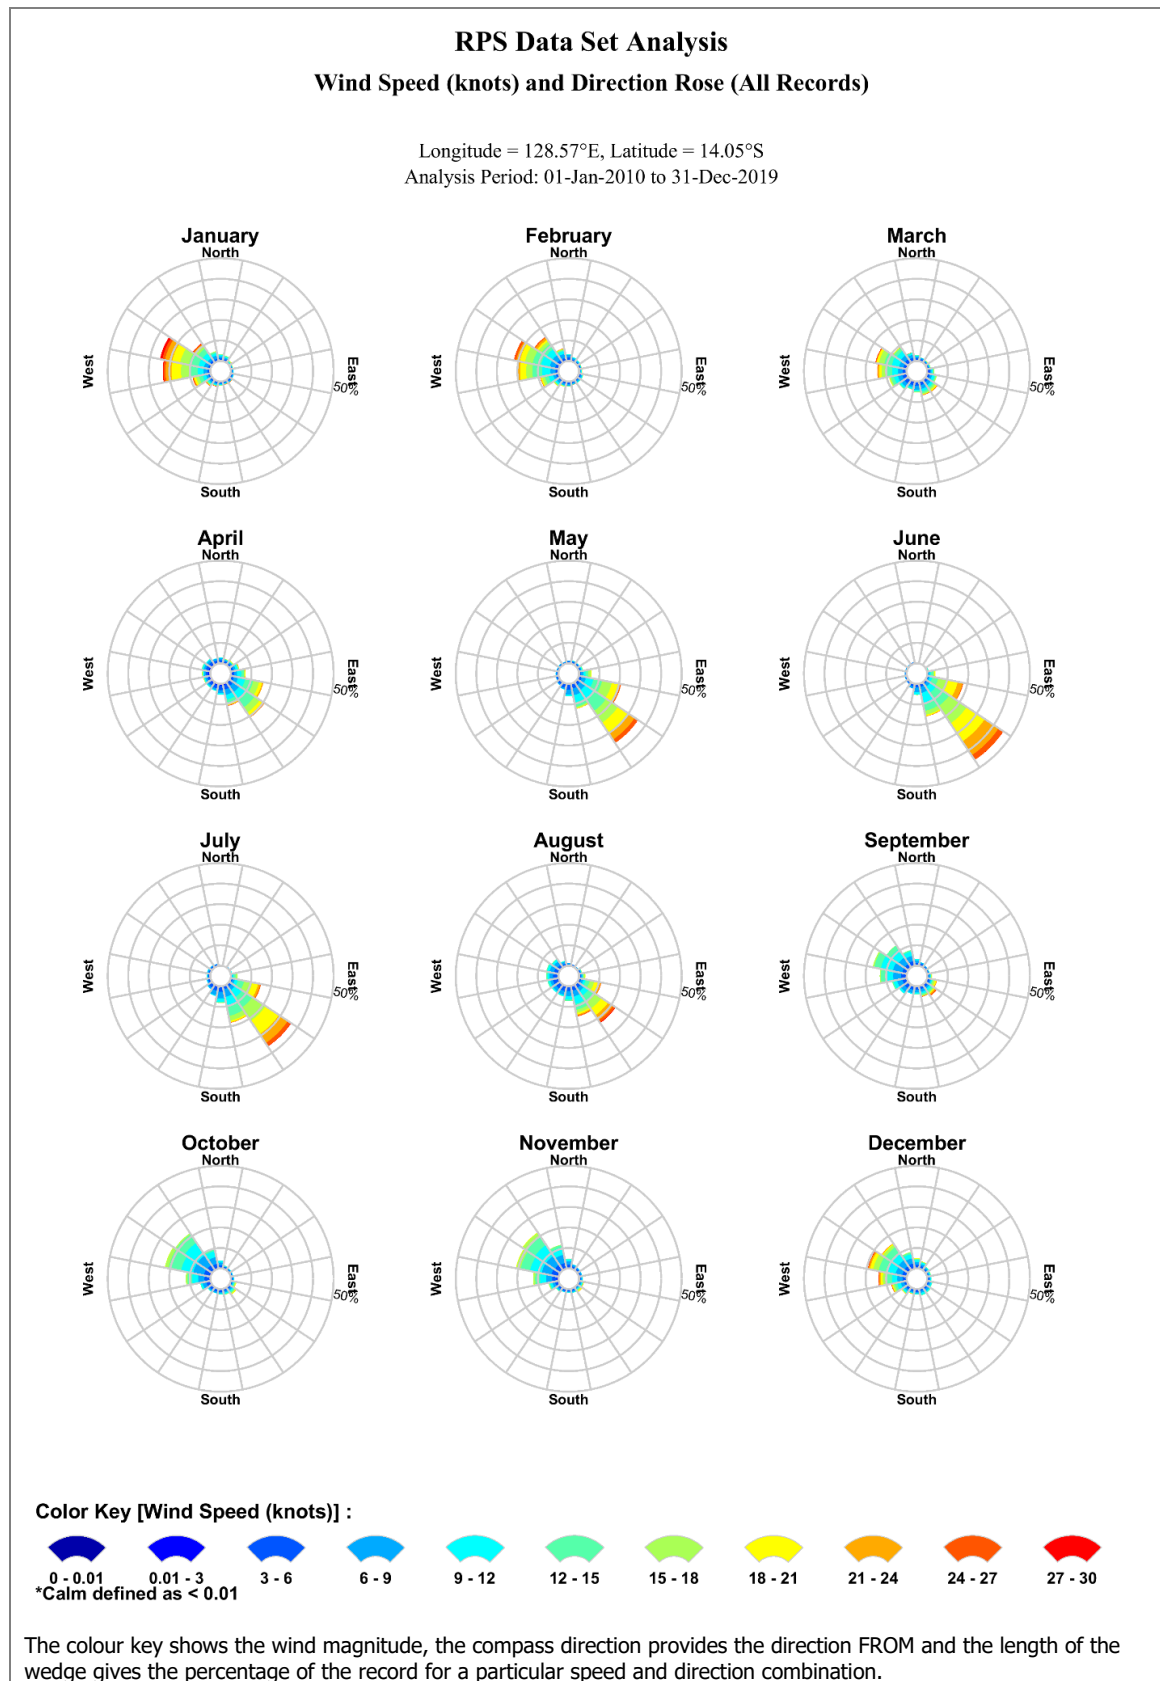 RPS Data Set Analysis
Wind Speed (knots) and Direction Rose (All Records)
Longitude = 128.57°E, Latitude = 14.05°S
Analysis Period: 01-Jan-2010 to 31-Dec-2019
January
North
West
East
50%
South
February
North
West
East
50%
South
March
North
West
East
50%
South
April
North
West
East
50%
South
May
North
West
East
50%
South
June
North
West
East
50%
South
July
North
West
East
50%
South
August
North
West
East
50%
South
September
North
West
East
50%
South
October
North
West
East
50%
South
November
North
West
East
50%
South
December
North
West
East
50%
South
Color Key [Wind Speed (knots)] :
0 - 0.01 0.01 - 3 3 - 6 6 - 9 9 - 12 12 - 15 15 - 18 18 - 21 21 - 24 24 - 27 27 - 30
*Calm defined as < 0.01
The colour key shows the wind magnitude, the compass direction provides the direction FROM and the length of the
wedge gives the percentage of the record for a particular speed and direction combination.